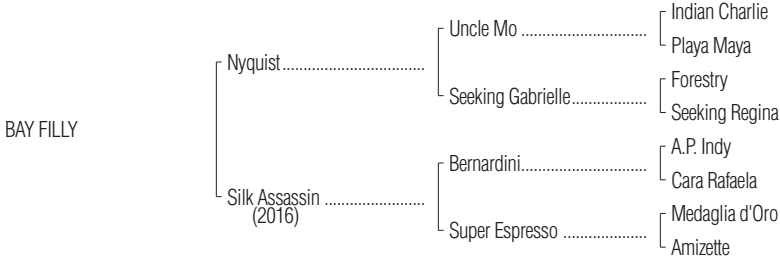 BAY FILLY
Nyquist..................................
Silk Assassin ........................
(2016)
Uncle Mo ..............................
Seeking Gabrielle..................
Bernardini..............................
Super Espresso ....................
Indian Charlie
Playa Maya
Forestry
Seeking Regina
A.P. Indy
Cara Rafaela
Medaglia d'Oro
Amizette